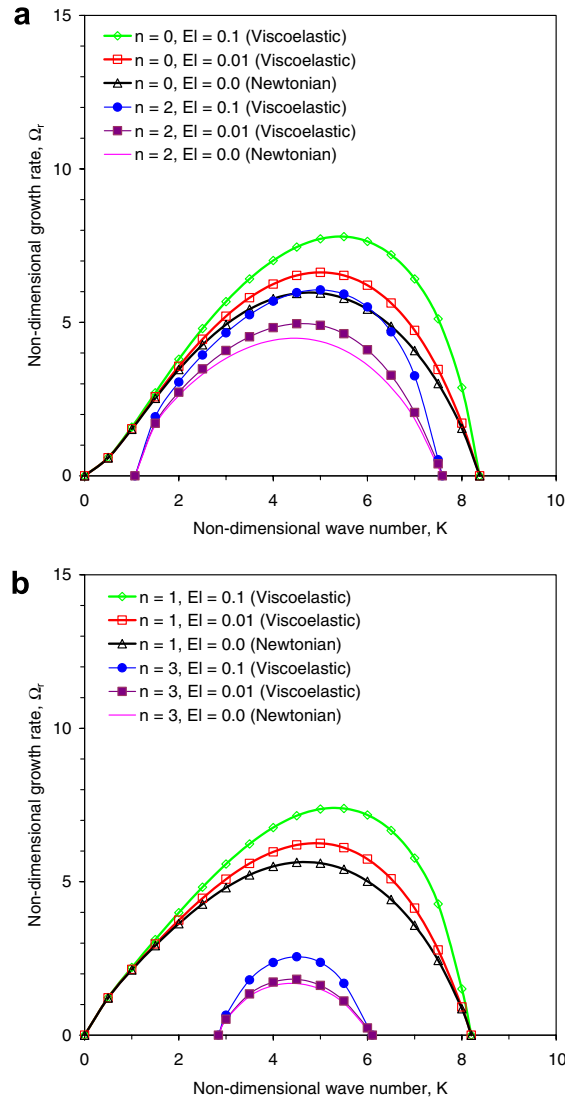 a
15
n = 0, El = 0.1 (Viscoelastic)
n = 0, El = 0.01 (Viscoelastic)
n = 0, El = 0.0 (Newtonian)
n = 2, El = 0.1 (Viscoelastic)
n = 2, El = 0.01 (Viscoelastic)
n = 2, El = 0.0 (Newtonian)
Non-dimensional growth rate, Ωr
10
5
0
0 2 4 6 8 10
Non-dimensional wave number, K
b
15
n = 1, El = 0.1 (Viscoelastic)
n = 1, El = 0.01 (Viscoelastic)
n = 1, El = 0.0 (Newtonian)
n = 3, El = 0.1 (Viscoelastic)
n = 3, El = 0.01 (Viscoelastic)
n = 3, El = 0.0 (Newtonian)
Non-dimensional growth rate, Ωr
10
5
0
0 2 4 6 8 10
Non-dimensional wave number, K